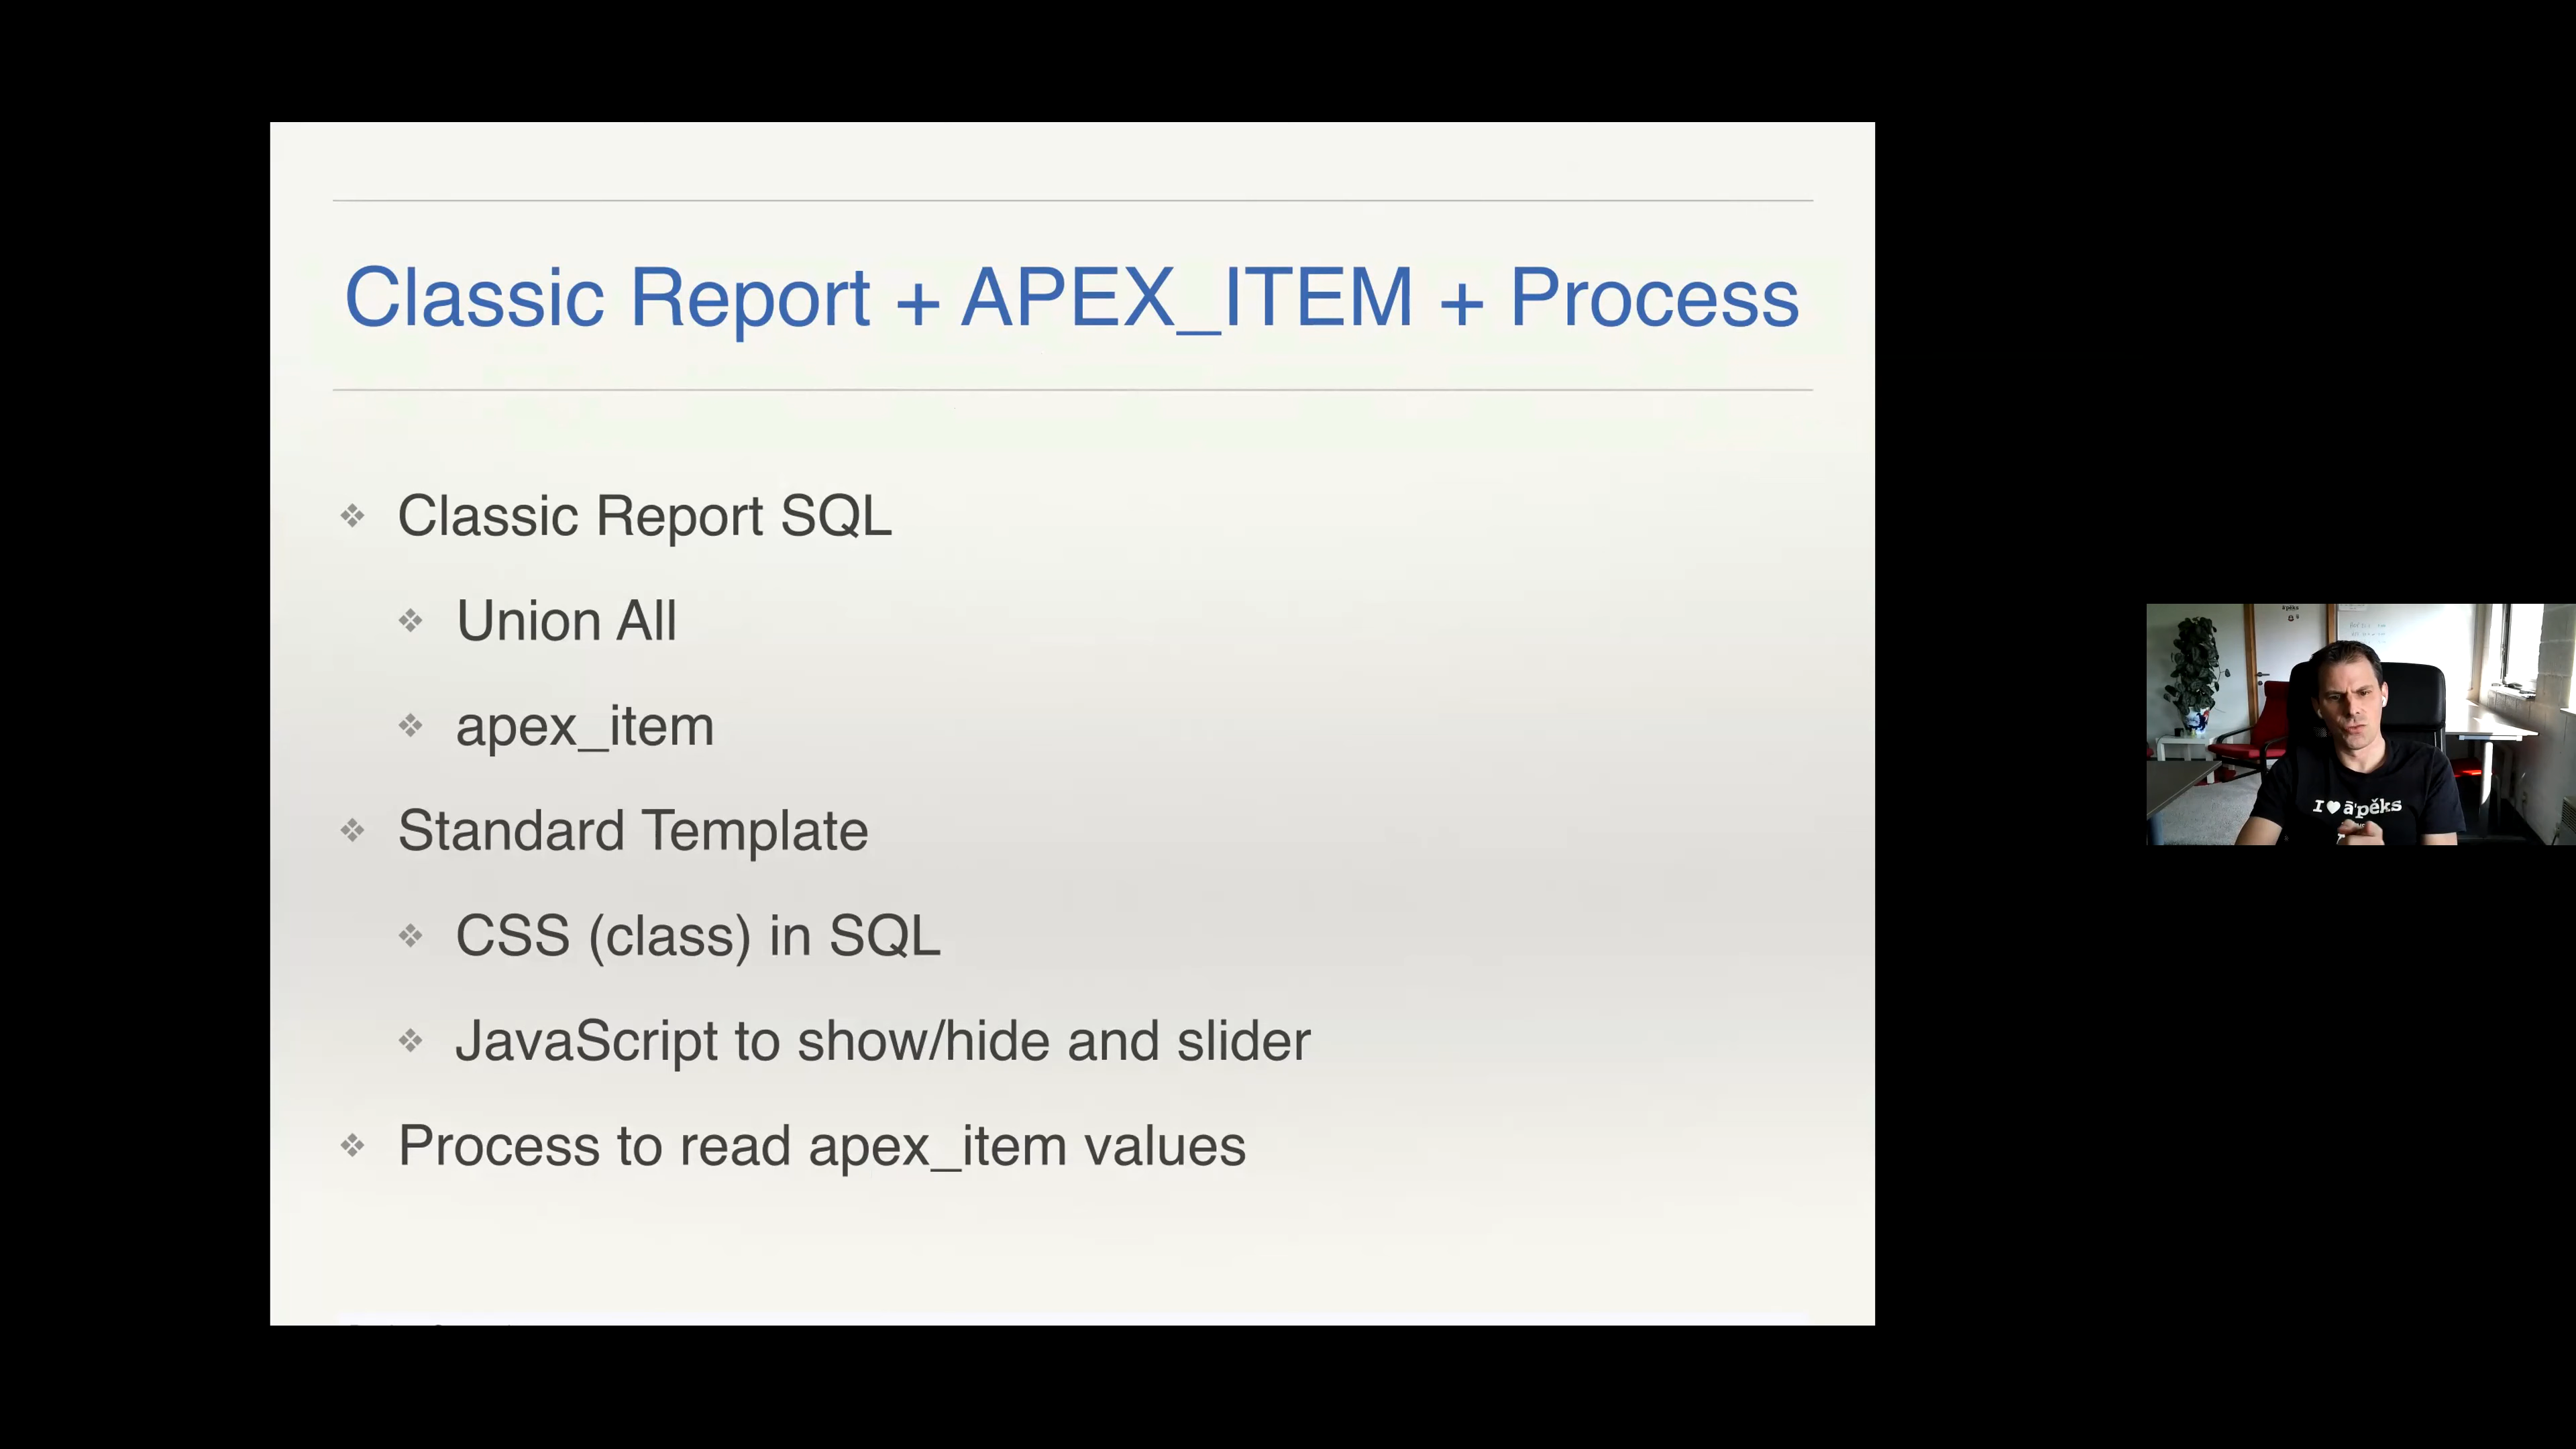 Classic Report + APEX_ITEM + Process
Classic Report SQL
Union All
apex_item
Standard Template
CSS (class) in SQL
JavaScript to show/hide and slider
Process to read apex_item values
I ♥ ā'pěks